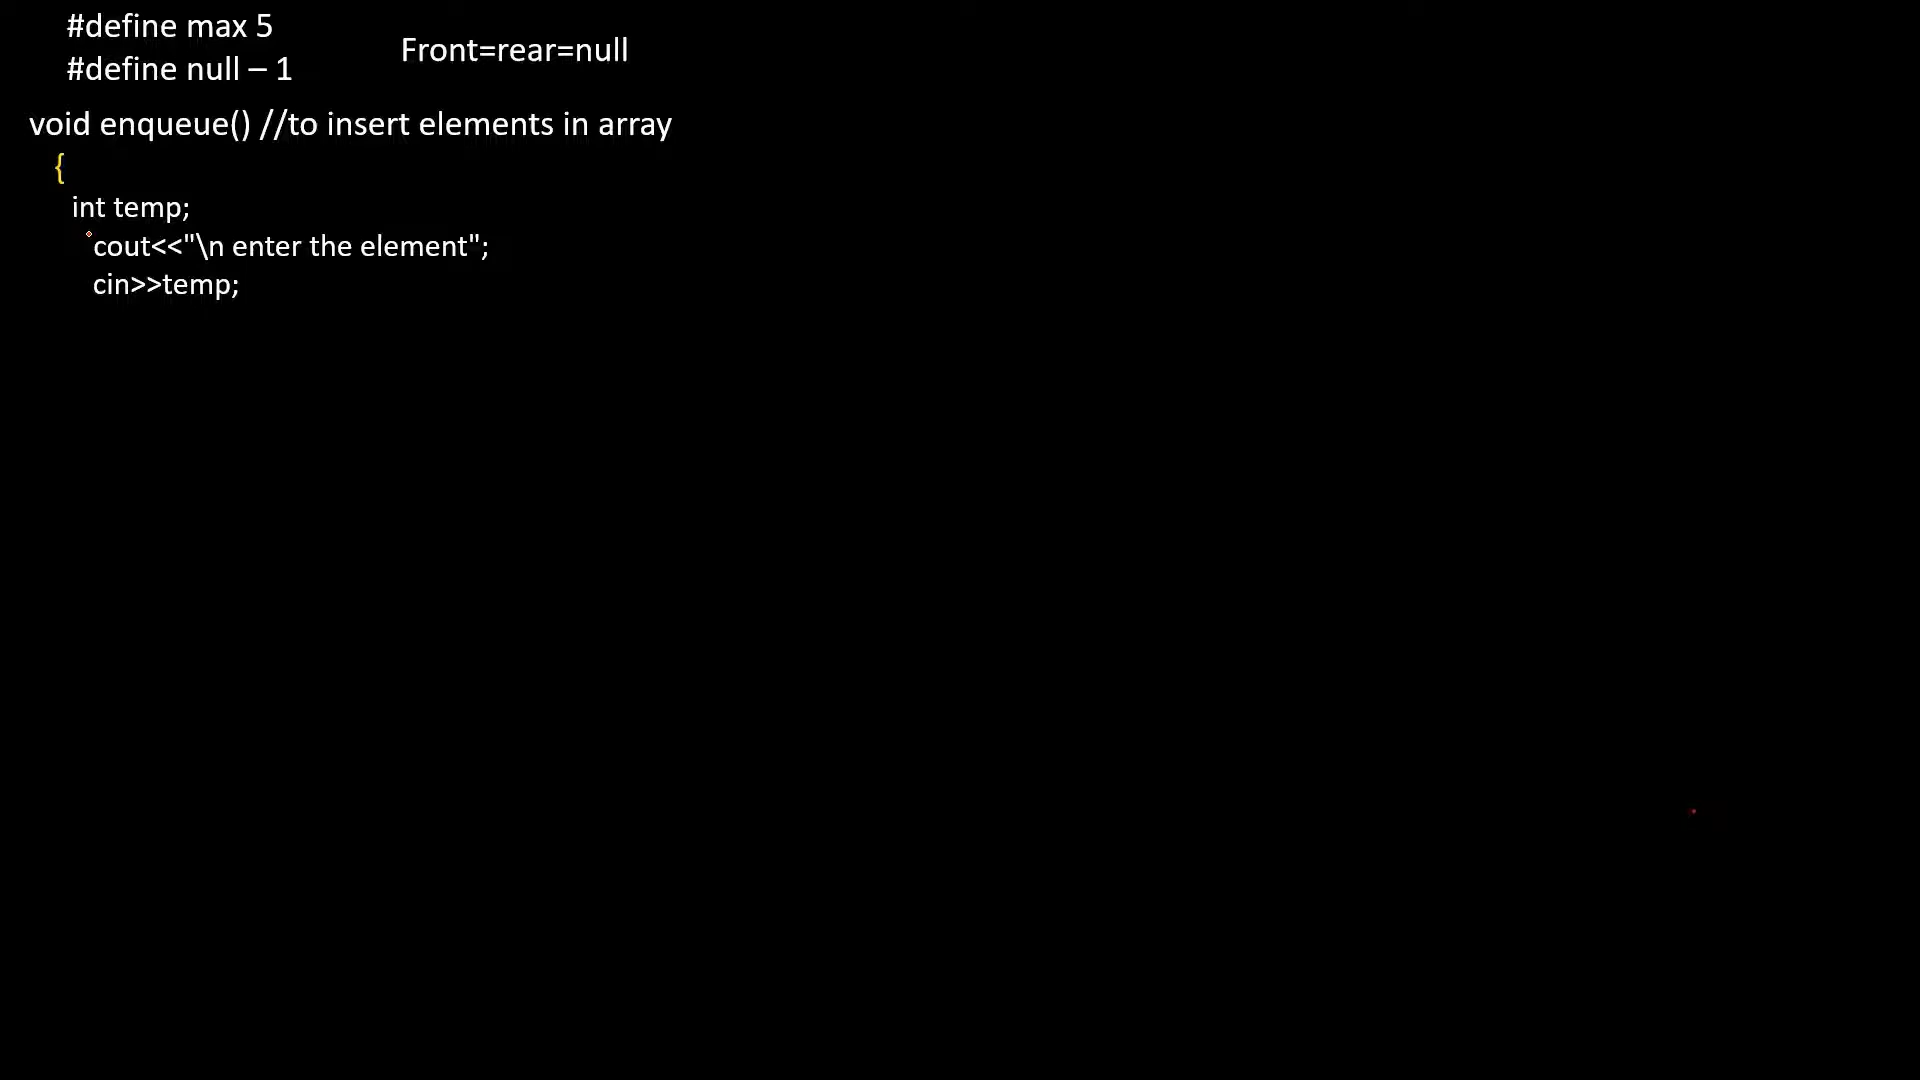 #define max 5
#define null – 1
Front=rear=null
void enqueue() //to insert elements in array
{
int temp;
cout<<"\n enter the element";
cin>>temp;